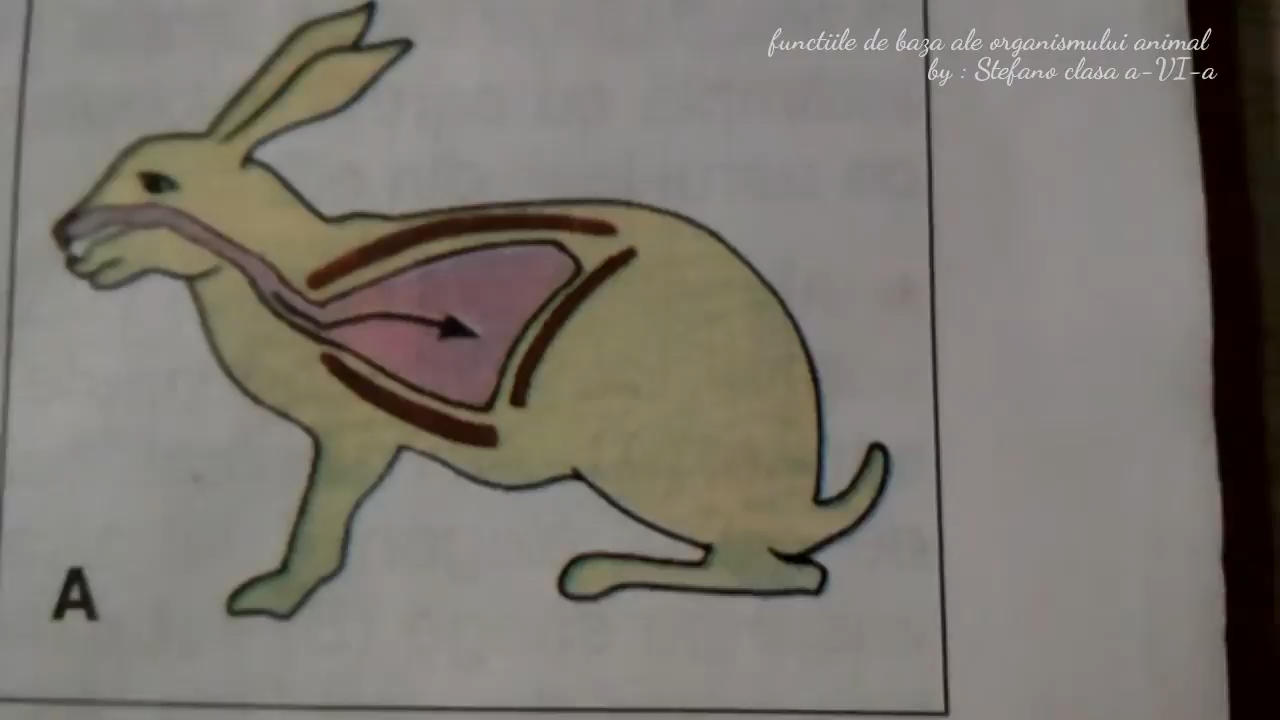 functiile de baza ale organismului animal
by : Stefano clasa a-VI-a
A